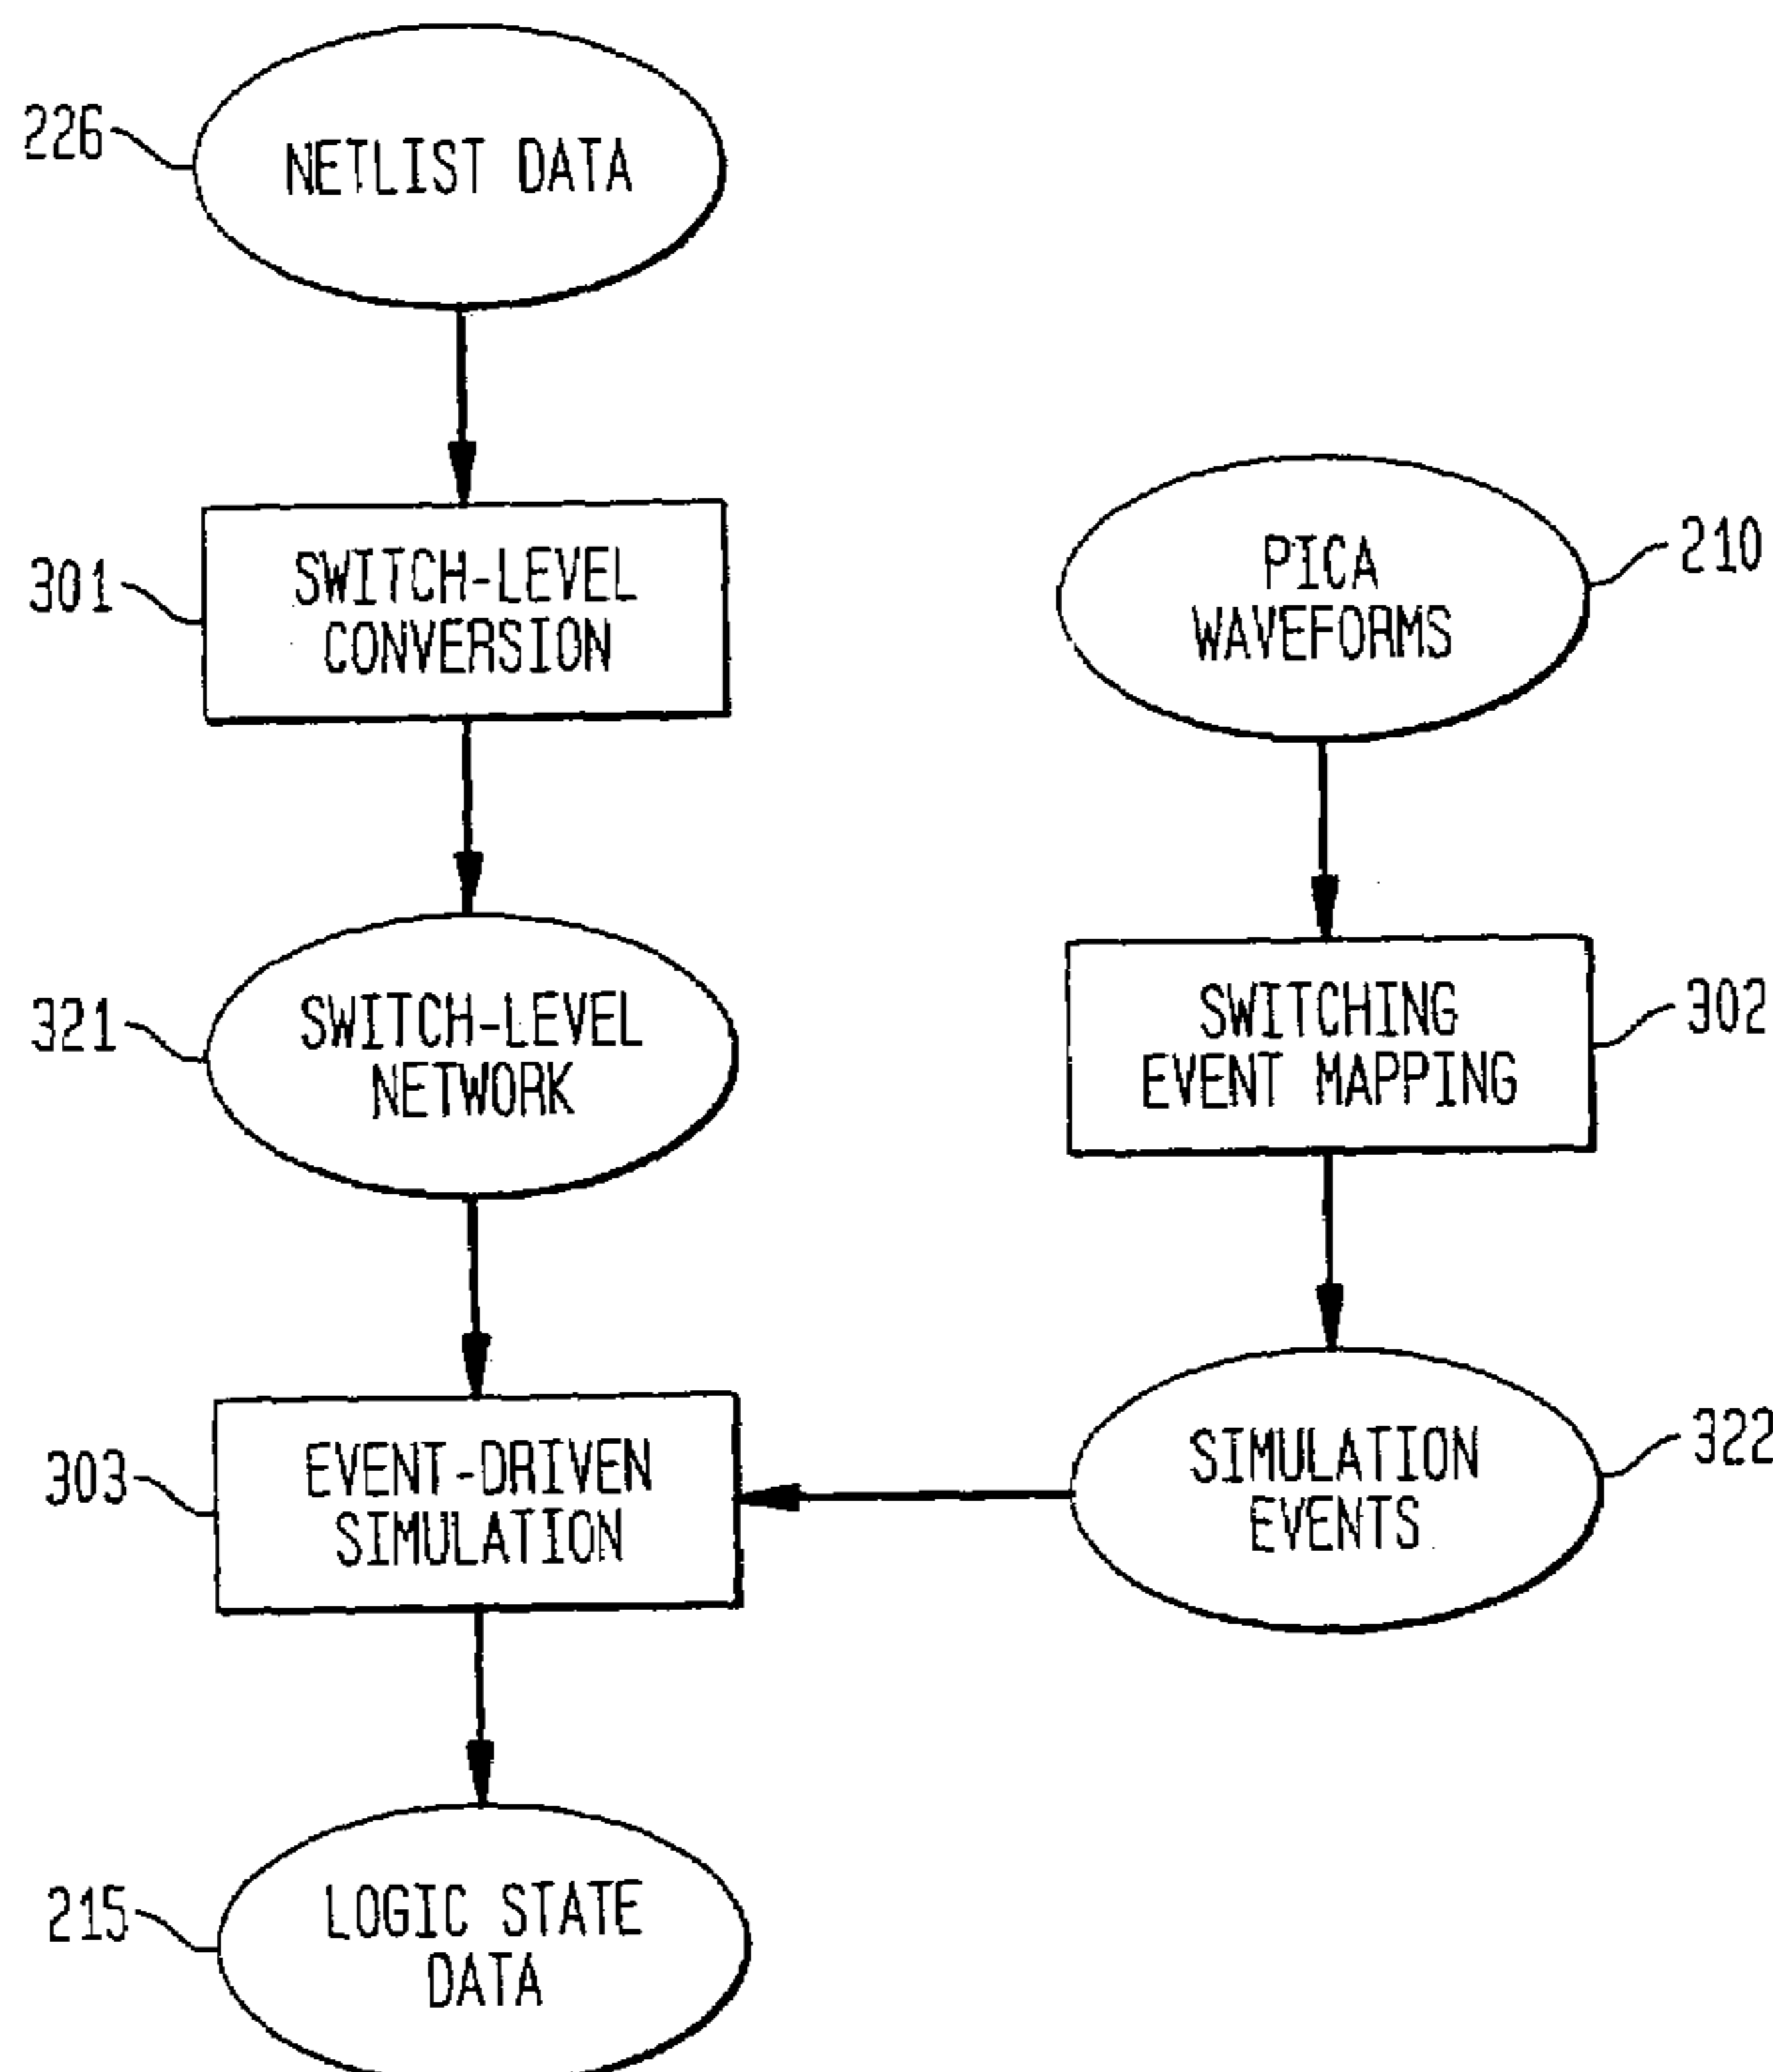 226
NETLIST DATA
301
SWITCH-LEVEL
CONVERSION
PICA
WAVEFORMS
210
321
SWITCH-LEVEL
NETWORK
SWITCHING
EVENT MAPPING
302
303
EVENT-DRIVEN
SIMULATION
SIMULATION
EVENTS
322
215
LOGIC STATE
DATA